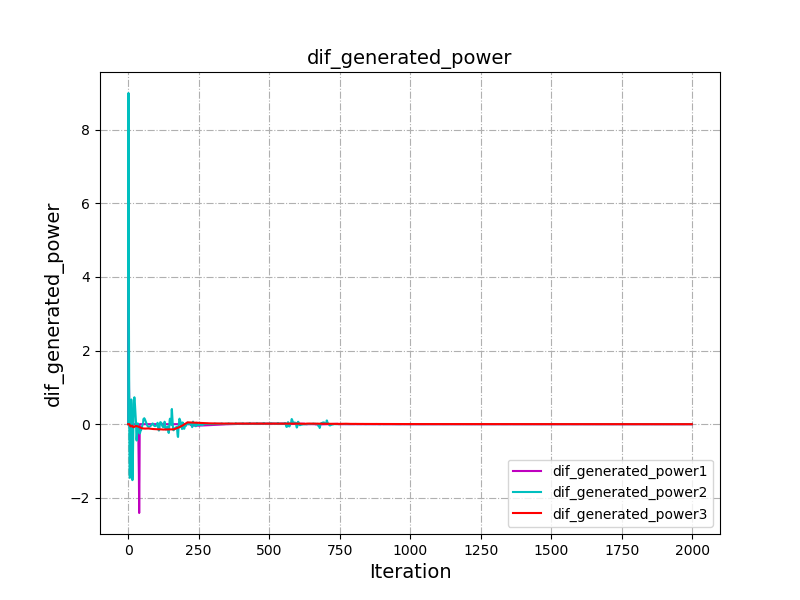 dif_generated_power
dif_generated_power
8
6
4
2
0
−2
0 250 500 750 1000 1250 1500 1750 2000
Iteration
dif_generated_power1
dif_generated_power2
dif_generated_power3